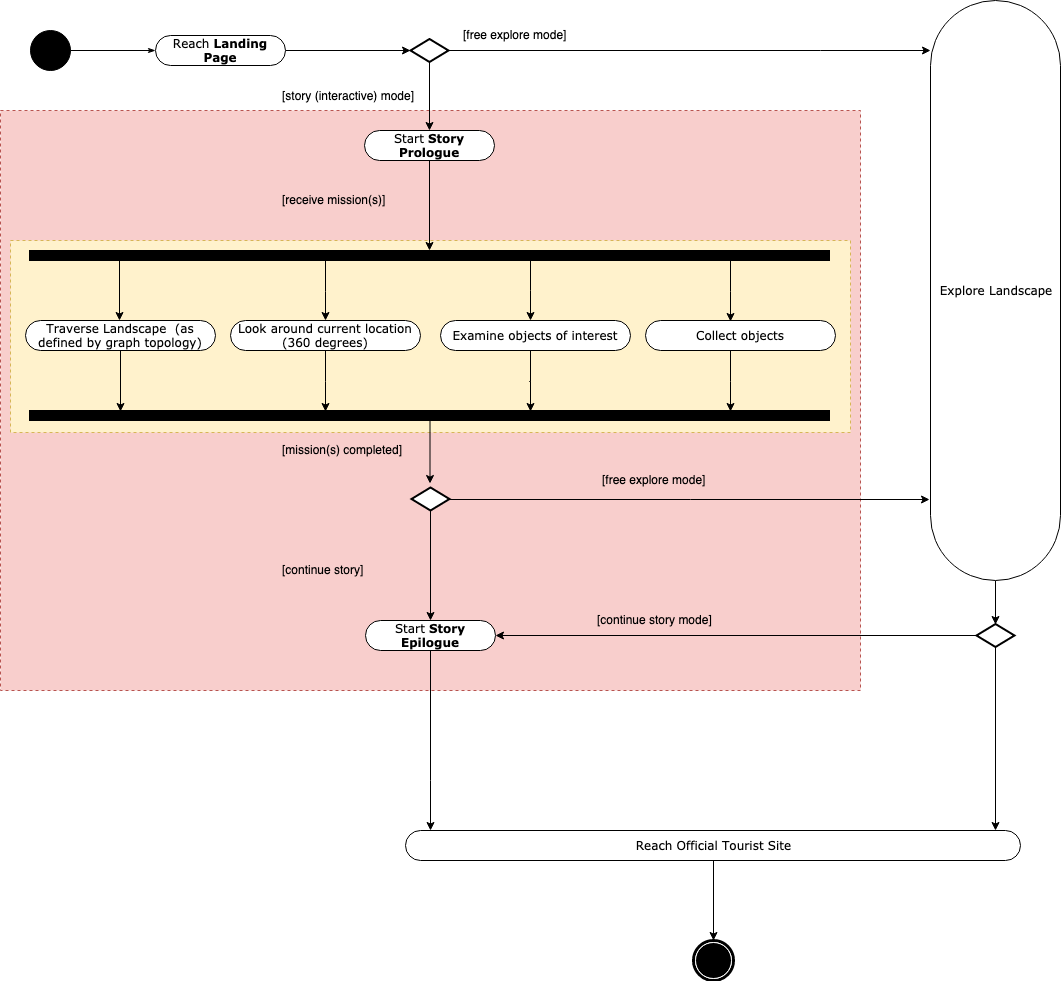 [free explore mode]
Reach Landing
Page
[story (interactive) mode]
Start Story
Prologue
[receive mission(s)]
Explore Landscape
Traverse Landscape (as
defined by graph topology)
Look around current location
(360 degrees)
Examine objects of interest
Collect objects
[mission(s) completed]
[free explore mode]
[continue story]
[continue story mode]
Start Story
Epilogue
Reach Official Tourist Site